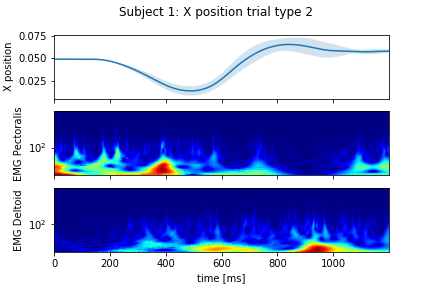 Subject 1: X position trial type 2
0.075
0.050
0.025
X position
10²
EMG Pectoralis
10²
EMG Deltoid
0 200 400 600 800 1000
time [ms]